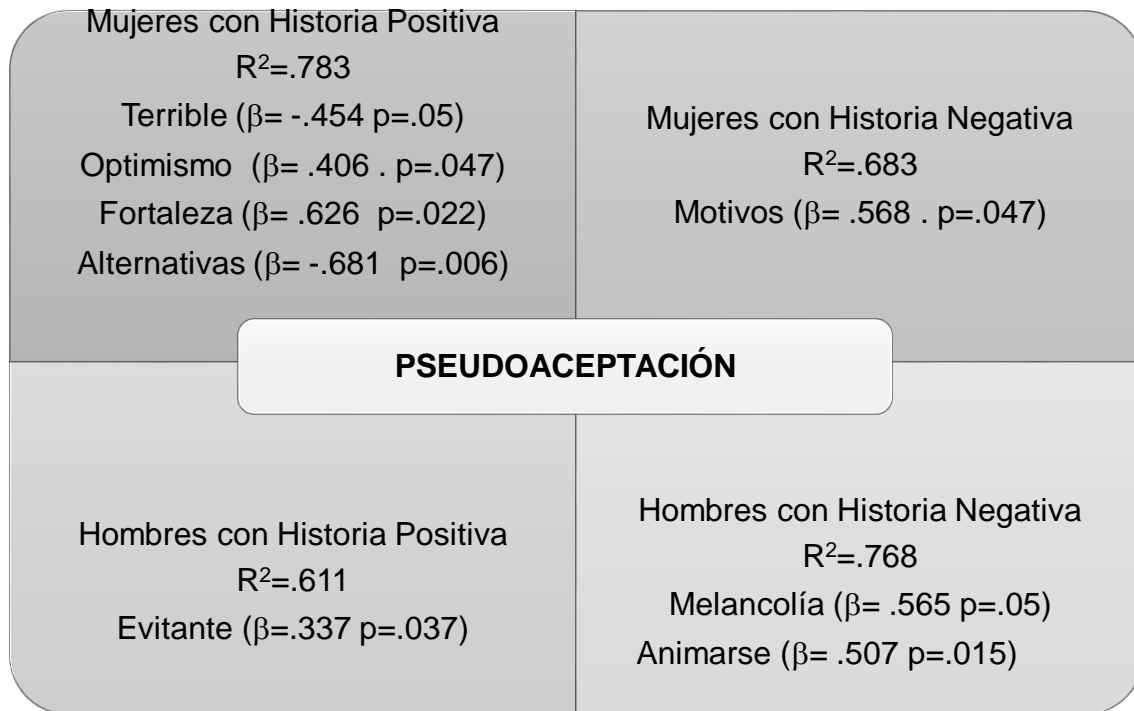 Mujeres con Historia Positiva
R²=.783
Terrible (β= -.454 p=.05)
Optimismo (β= .406 . p=.047)
Fortaleza (β= .626 p=.022)
Alternativas (β= -.681 p=.006)
Mujeres con Historia Negativa
R²=.683
Motivos (β= .568 . p=.047)
PSEUDOACEPTACIÓN
Hombres con Historia Positiva
R²=.611
Evitante (β=.337 p=.037)
Hombres con Historia Negativa
R²=.768
Melancolía (β= .565 p=.05)
Animarse (β= .507 p=.015)